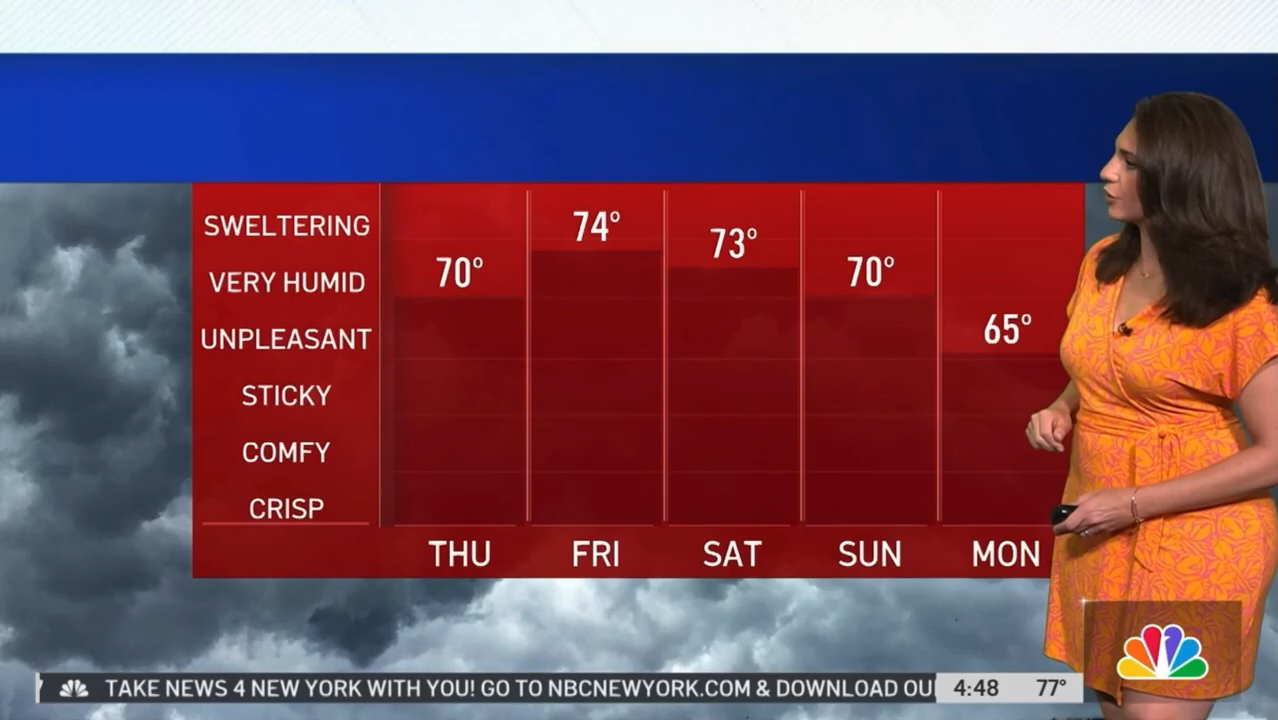 SWELTERING
VERY HUMID
UNPLEASANT
STICKY
COMFY
CRISP
70°
74°
73°
70°
65°
THU FRI SAT SUN MON
TAKE NEWS 4 NEW YORK WITH YOU! GO TO NBCNEWYORK.COM & DOWNLOAD OU
4:48 77°